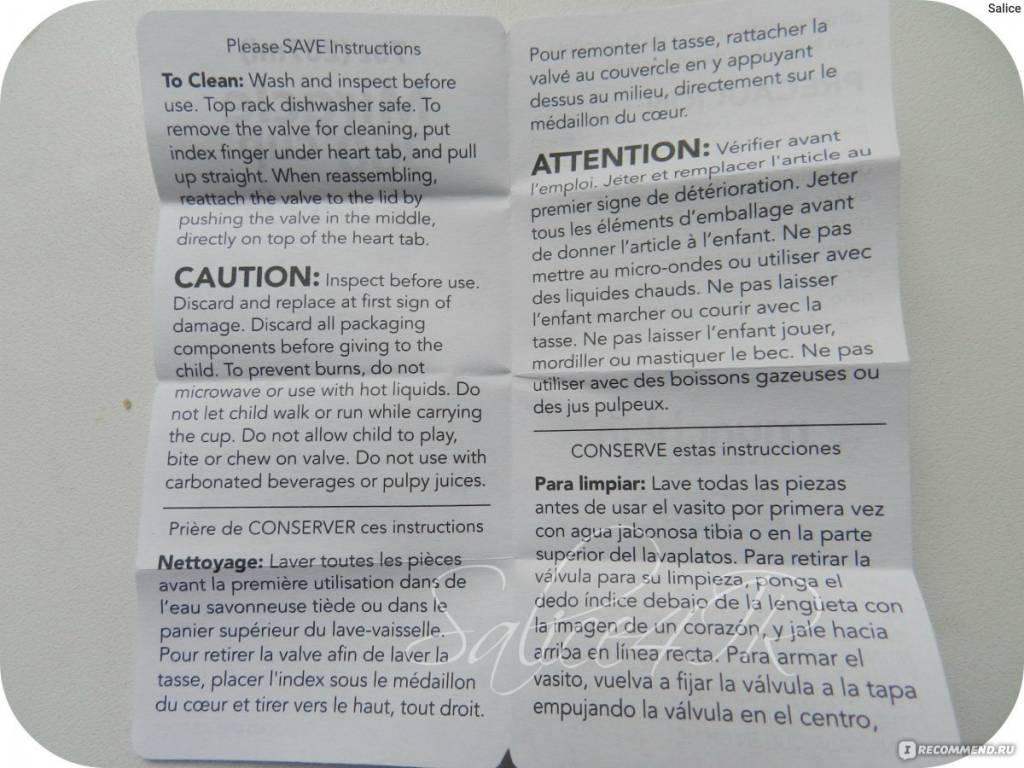 Salice
Please SAVE Instructions
To Clean: Wash and inspect before
use. Top rack dishwasher safe. To
remove the valve for cleaning, put
index finger under heart tab, and pull
up straight. When reassembling,
reattach the valve to the lid by
pushing the valve in the middle,
directly on top of the heart tab.
CAUTION: Inspect before use.
Discard and replace at first sign of
damage. Discard all packaging
components before giving to the
child. To prevent burns, do not
microwave or use with hot liquids. Do
not let child walk or run while carrying
the cup. Do not allow child to play,
bite or chew on valve. Do not use with
carbonated beverages or pulpy juices.
Prière de CONSERVER ces instructions
Nettoyage: Laver toutes les pièces
avant la première utilisation dans de
l'eau savonneuse tiède ou dans le
panier supérieur du lave-vaisselle.
Pour retirer la valve afin de laver la
tasse, placer l'index sous le médaillon
du cœur et tirer vers le haut, tout droit.
Pour remonter la tasse, rattacher la
valvé au couvercle en y appuyant
dessus au milieu, directement sur le
médaillon du cœur.
ATTENTION: Vérifier avant
l'emploi. Jeter et remplacer l'article au
premier signe de détérioration. Jeter
tous les éléments d'emballage avant
de donner l'article à l'enfant. Ne pas
mettre au micro-ondes ou utiliser avec
des liquides chauds. Ne pas laisser
l'enfant marcher ou courir avec la
tasse. Ne pas laisser l'enfant jouer,
mordiller ou mastiquer le bec. Ne pas
utiliser avec des boissons gazeuses ou
des jus pulpeux.
CONSERVE estas instrucciones
Para limpiar: Lave todas las piezas
antes de usar el vasito por primera vez
con agua jabonosa tibia o en la parte
superior del lavaplatos. Para retirar la
válvula para su limpieza, ponga el
dedo índice debajo de la lengüeta con
la imagen de un corazón, y jale hacia
arriba en línea recta. Para armar el
vasito, vuelva a fijar la válvula a la tapa
empujando la válvula en el centro,
Salice4IR
I RECOMMEND.RU